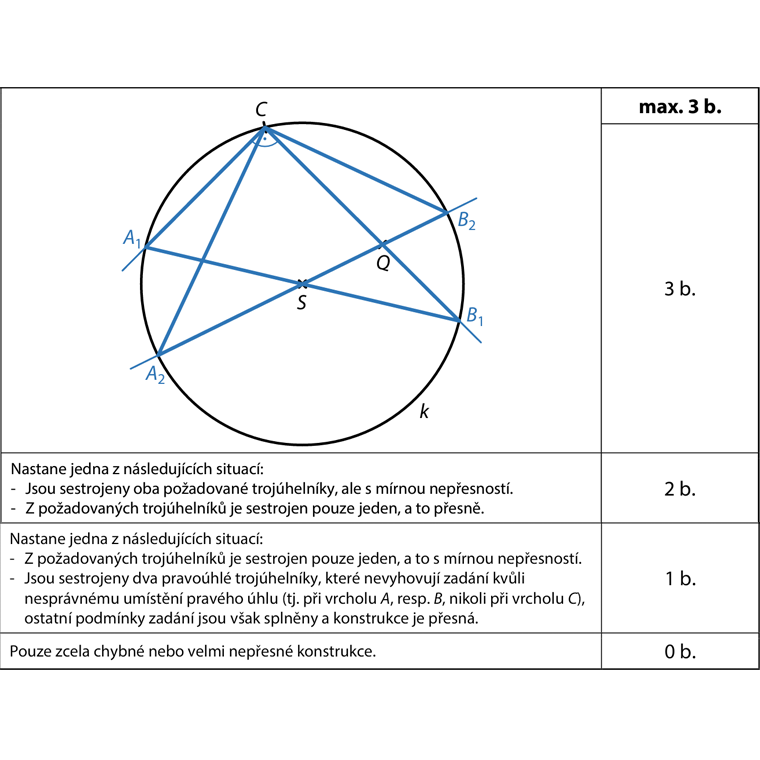 max. 3 b.
C
A1
B2
Q
S
B1
A2
k
3 b.
Nastane jedna z následujících situací:
- Jsou sestrojeny oba požadované trojúhelníky, ale s mírnou nepřesností.
- Z požadovaných trojúhelníků je sestrojen pouze jeden, a to přesně.
2 b.
Nastane jedna z následujících situací:
- Z požadovaných trojúhelníků je sestrojen pouze jeden, a to s mírnou nepřesností.
- Jsou sestrojeny dva pravoúhlé trojúhelníky, které nevyhovují zadání kvůli
nesprávnému umístění pravého úhlu (tj. při vrcholu A, resp. B, nikoli při vrcholu C),
ostatní podmínky zadání jsou však splněny a konstrukce je přesná.
1 b.
Pouze zcela chybné nebo velmi nepřesné konstrukce.
0 b.